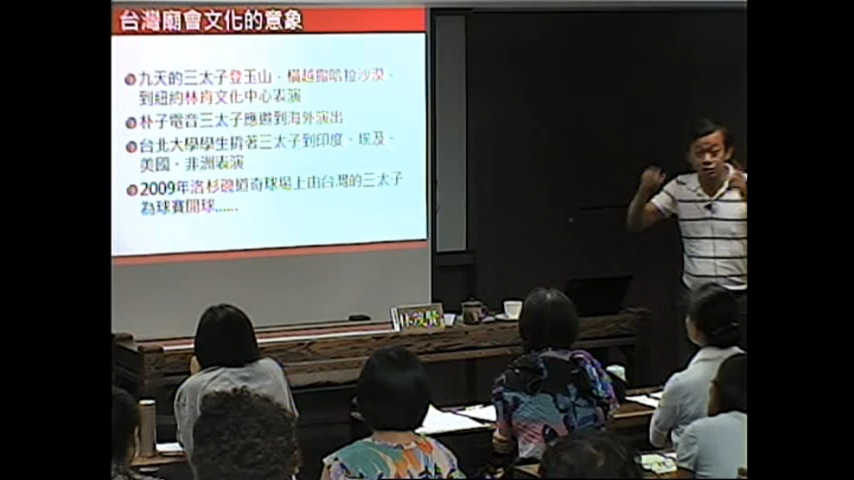 台灣廟會文化的意象
九天的三太子登玉山、橫越撒哈拉沙漠、
到紐約林肯文化中心表演
朴子電音三太子應邀到海外演出
台北大學學生揹著三太子到印度、埃及、
美國、非洲表演
2009年洛杉磯道奇球場上由台灣的三太子
為球賽開球......
林茂賢